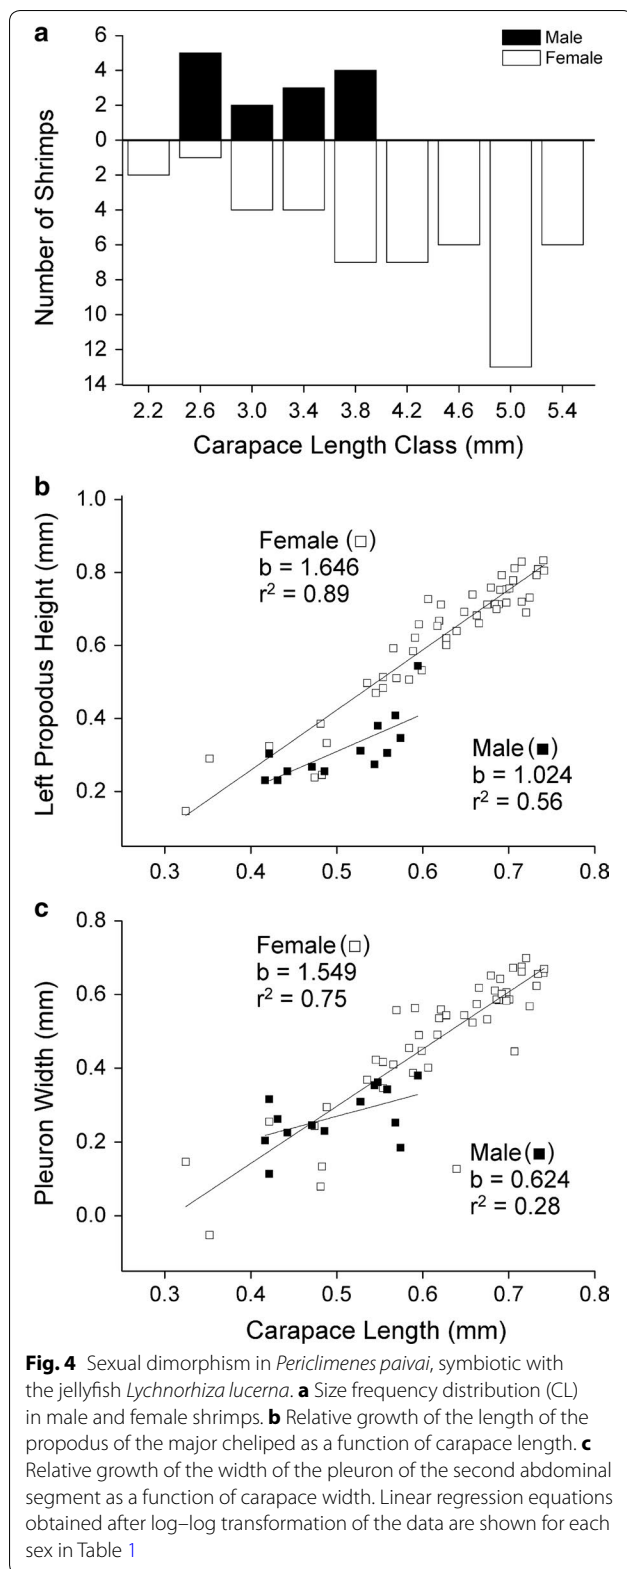 a
Male
Female
6
4
2
0
2
4
6
8
10
12
14
Number of Shrimps
2.2 2.6 3.0 3.4 3.8 4.2 4.6 5.0 5.4
Carapace Length Class (mm)
b
1.0
0.8
0.6
0.4
0.2
Left Propodus Height (mm)
Female (□)
b = 1.646
r² = 0.89
Male (■)
b = 1.024
r² = 0.56
0.3 0.4 0.5 0.6 0.7 0.8
c
0.8
0.6
0.4
0.2
0.0
Pleuron Width (mm)
Female (□)
b = 1.549
r² = 0.75
Male (■)
b = 0.624
r² = 0.28
0.3 0.4 0.5 0.6 0.7 0.8
Carapace Length (mm)
Fig. 4 Sexual dimorphism in Periclimenes paivai, symbiotic with
the jellyfish Lychnorhiza lucerna. a Size frequency distribution (CL)
in male and female shrimps. b Relative growth of the length of the
propodus of the major cheliped as a function of carapace length. c
Relative growth of the width of the pleuron of the second abdominal
segment as a function of carapace width. Linear regression equations
obtained after log–log transformation of the data are shown for each
sex in Table 1